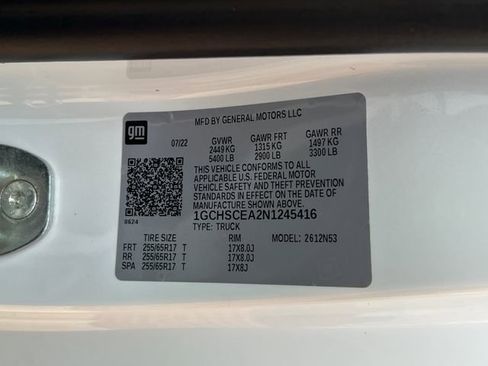 gm
MFD BY GENERAL MOTORS LLC
07/22 GVWR GAWR FRT GAWR RR
2449 KG 1315 KG 1497 KG
5400 LB 2900 LB 3300 LB
THIS VEHICLE CONFORMS TO ALL
APPLICABLE U.S. FEDERAL MOTOR
VEHICLE SAFETY AND THEFT PREVENTION
STANDARDS IN EFFECT ON THE DATE OF
MANUFACTURE SHOWN ABOVE.
1GCHSCEA2N1245416
8624
TYPE: TRUCK
TIRE SIZE RIM MODEL: 2612N53
FRT 255/65R17 T 17X8.0J
RR 255/65R17 T 17X8.0J
SPA 255/65R17 T 17X8J